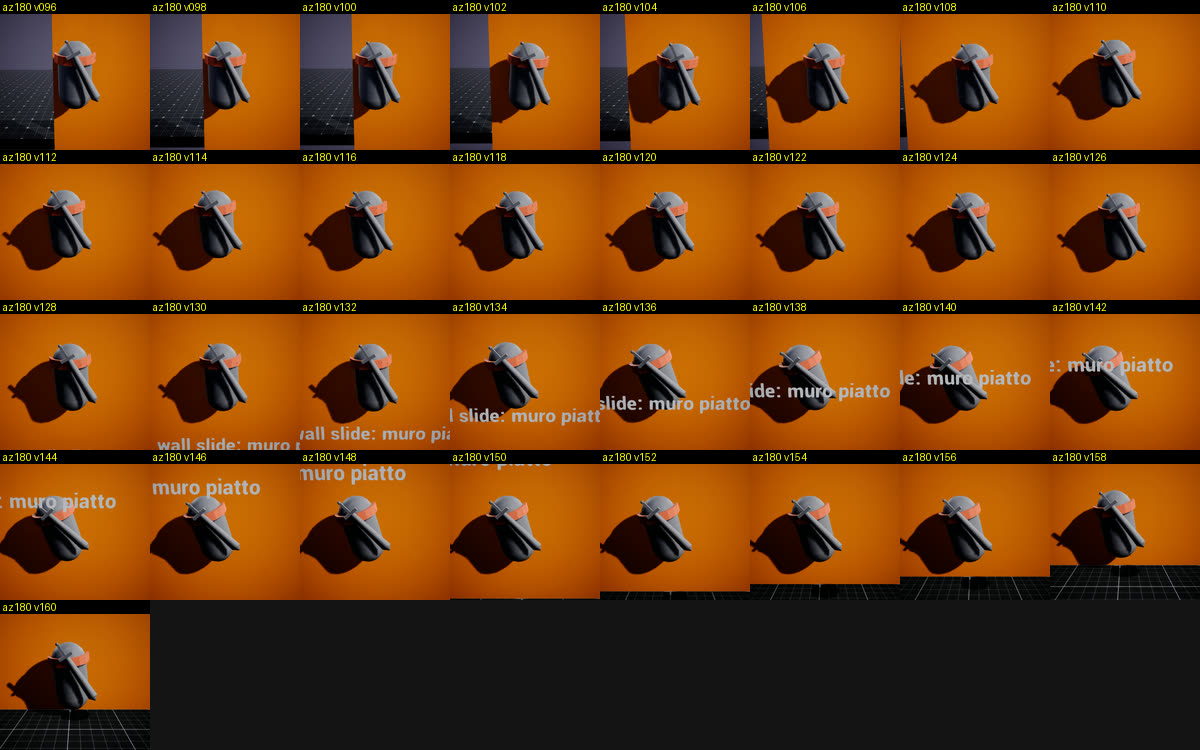 az180 v096
az180 v098
az180 v100
az180 v102
az180 v104
az180 v106
az180 v108
az180 v110
az180 v112
az180 v114
az180 v116
az180 v118
az180 v120
az180 v122
az180 v124
az180 v126
az180 v128
az180 v130
az180 v132
az180 v134
az180 v136
az180 v138
az180 v140
az180 v142
wall slide: muro
wall slide: muro pia
l slide: muro piatt
slide: muro piatto
ide: muro piatto
le: muro piatto
e: muro piatto
az180 v144
az180 v146
az180 v148
az180 v150
az180 v152
az180 v154
az180 v156
az180 v158
: muro piatto
muro piatto
muro piatto
az180 v160